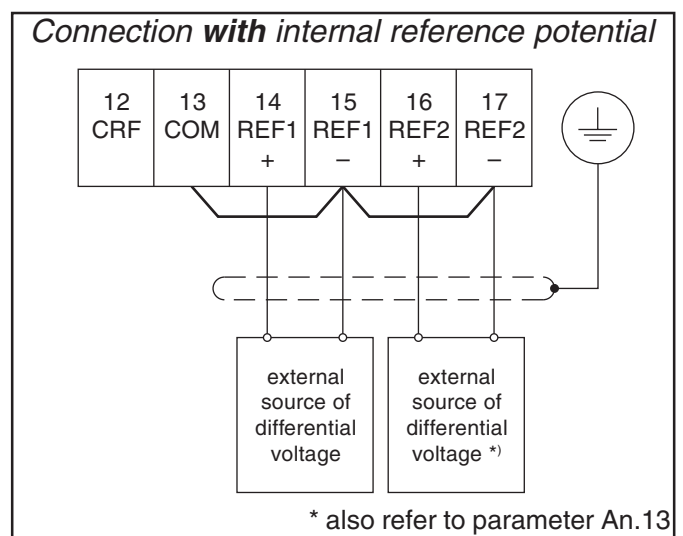 Connection with internal reference potential
12 13 14 15 16 17
CRF COM REF1 REF1 REF2 REF2
+ – + –
external
source of
differential
voltage
external
source of
differential
voltage *)
* also refer to parameter An.13